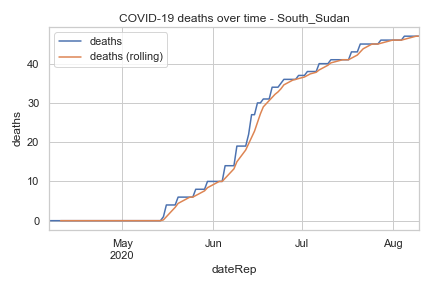 COVID-19 deaths over time - South_Sudan
deaths
deaths (rolling)
deaths
40
30
20
10
0
May Jun Jul Aug
2020
dateRep